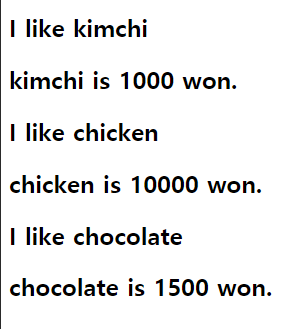 I like kimchi
kimchi is 1000 won.
I like chicken
chicken is 10000 won.
I like chocolate
chocolate is 1500 won.